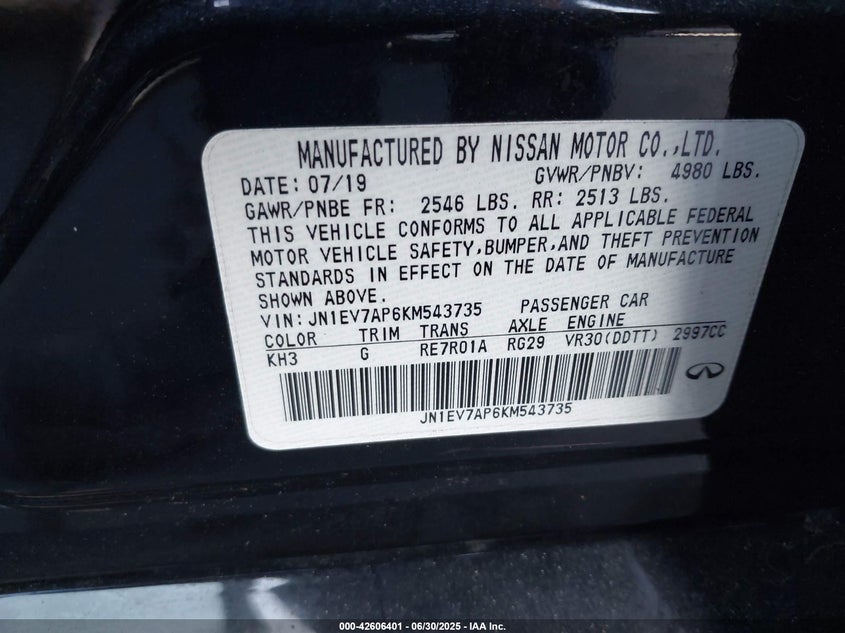 MANUFACTURED BY NISSAN MOTOR CO.,LTD.
DATE: 07/19 GVWR/PNBV: 4980 LBS.
GAWR/PNBE FR: 2546 LBS. RR: 2513 LBS.
THIS VEHICLE CONFORMS TO ALL APPLICABLE FEDERAL
MOTOR VEHICLE SAFETY,BUMPER,AND THEFT PREVENTION
STANDARDS IN EFFECT ON THE DATE OF MANUFACTURE
SHOWN ABOVE.
VIN: JN1EV7AP6KM543735 PASSENGER CAR
COLOR TRIM TRANS AXLE ENGINE
KH3 G RE7R01A RG29 VR30(DDTT) 2997CC
JN1EV7AP6KM543735
000-42606401 - 06/30/2025 - IAA Inc.